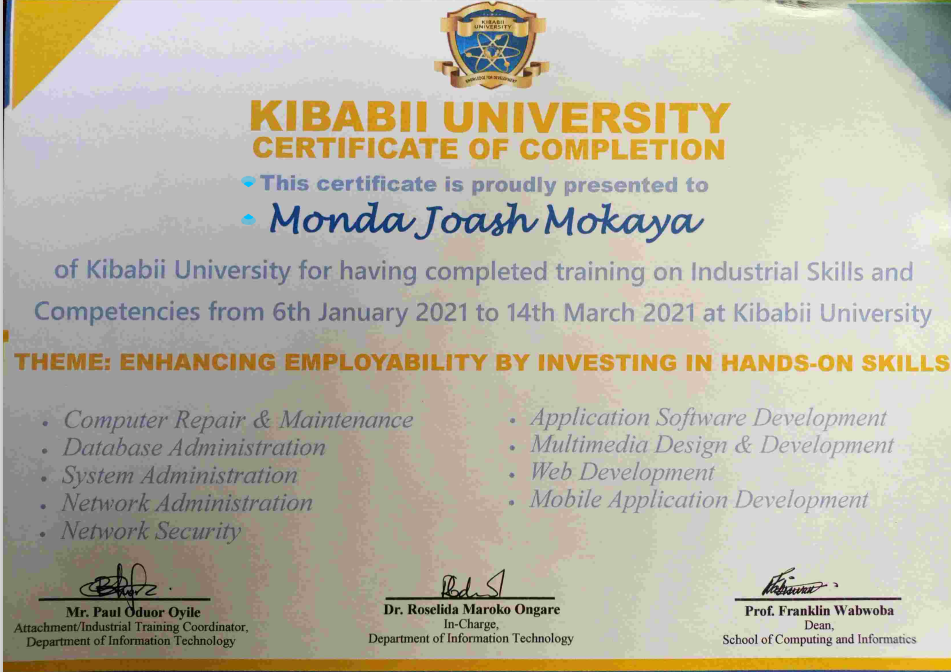 KIBABII
UNIVERSITY
KNOWLEDGE FOR DEVELOPMENT
KIBABII UNIVERSITY
CERTIFICATE OF COMPLETION
This certificate is proudly presented to
Monda Joash Mokaya
of Kibabii University for having completed training on Industrial Skills and
Competencies from 6th January 2021 to 14th March 2021 at Kibabii University
THEME: ENHANCING EMPLOYABILITY BY INVESTING IN HANDS-ON SKILLS
• Computer Repair & Maintenance
• Database Administration
• System Administration
• Network Administration
• Network Security
• Application Software Development
• Multimedia Design & Development
• Web Development
• Mobile Application Development
Mr. Paul Oduor Oyile
Attachment/Industrial Training Coordinator,
Department of Information Technology
Dr. Roselida Maroko Ongare
In-Charge,
Department of Information Technology
Prof. Franklin Wabwoba
Dean,
School of Computing and Informatics